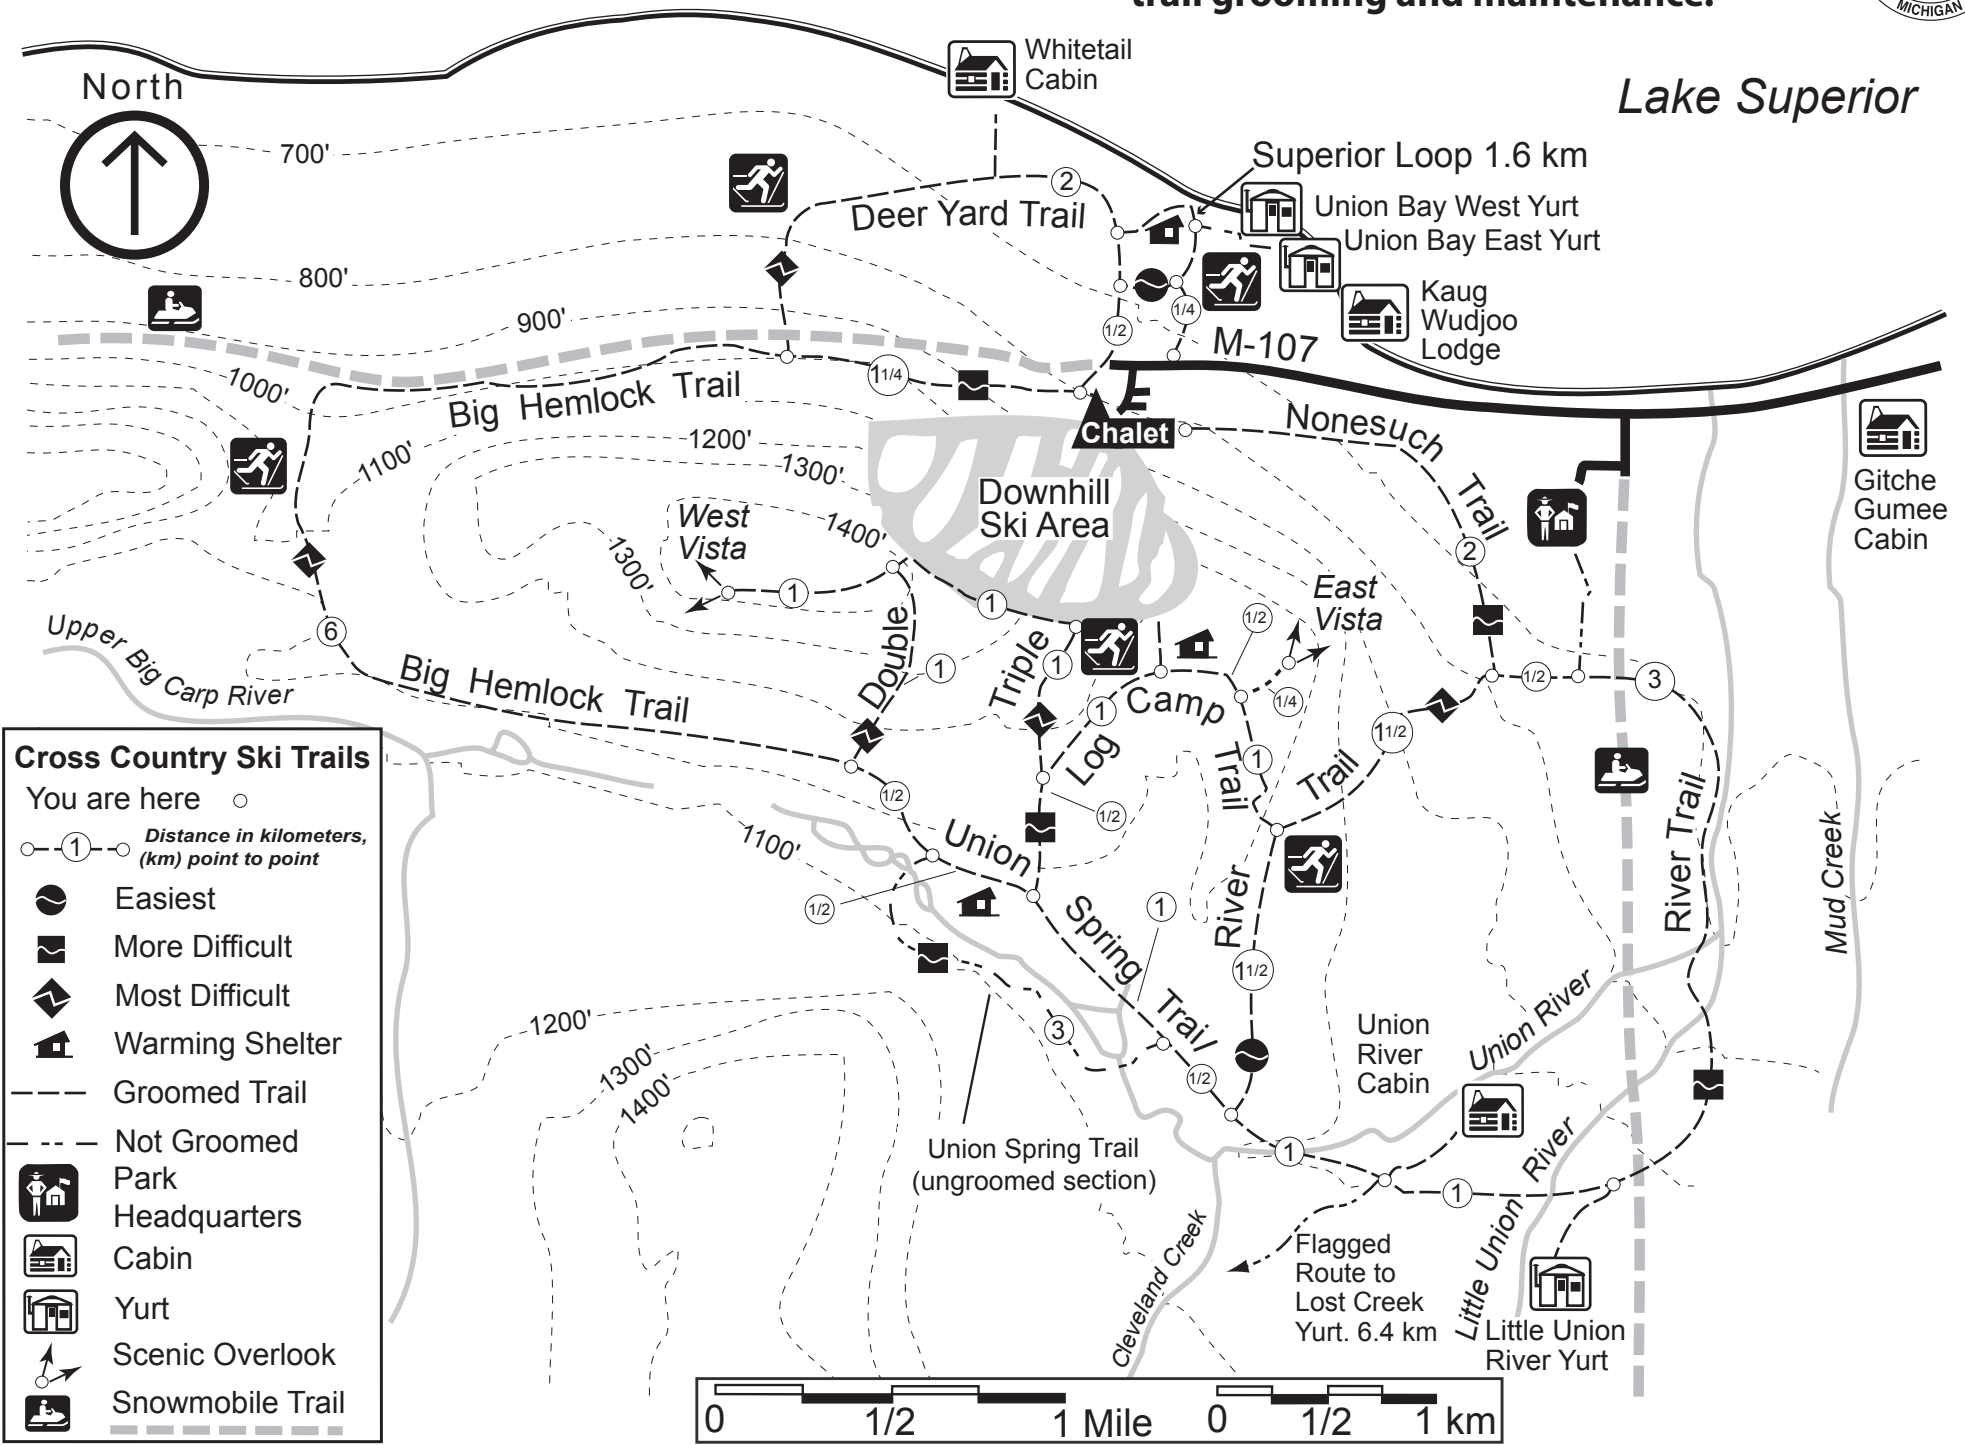 trail grooming and maintenance.
MICHIGAN
North
Whitetail
Cabin
Lake Superior
700'
Superior Loop 1.6 km
2
Deer Yard Trail
Union Bay West Yurt
Union Bay East Yurt
800'
Kaug
Wudjoo
Lodge
900'
1/4
1/2
M-107
1000'
1 1/4
Big Hemlock Trail
Chalet
Nonesuch
Trail
1200'
1100'
1300'
Downhill
Ski Area
Gitche
Gumee
Cabin
West
Vista
1400'
1300'
2
East
Vista
1
1
1/2
Upper Big Carp River
6
Double
1
Triple
1
Big Hemlock Trail
1/2
3
1/4
1
Camp
Log
Trail
1
1 1/2
Trail
1/2
1/2
River Trail
Mud Creek
1100'
Union
1/2
1
Spring
River
1 1/2
Trail
1200'
3
Union
River
Cabin
Union River
1300'
1400'
1/2
Union Spring Trail
(ungroomed section)
1
1
Little Union River
Cleveland Creek
Flagged
Route to
Lost Creek
Yurt. 6.4 km
Little Union
River Yurt
Cross Country Ski Trails
You are here
1
Distance in kilometers,
(km) point to point
Easiest
More Difficult
Most Difficult
Warming Shelter
Groomed Trail
Not Groomed
Park
Headquarters
Cabin
Yurt
Scenic Overlook
Snowmobile Trail
0 1/2 1 Mile 0 1/2 1 km